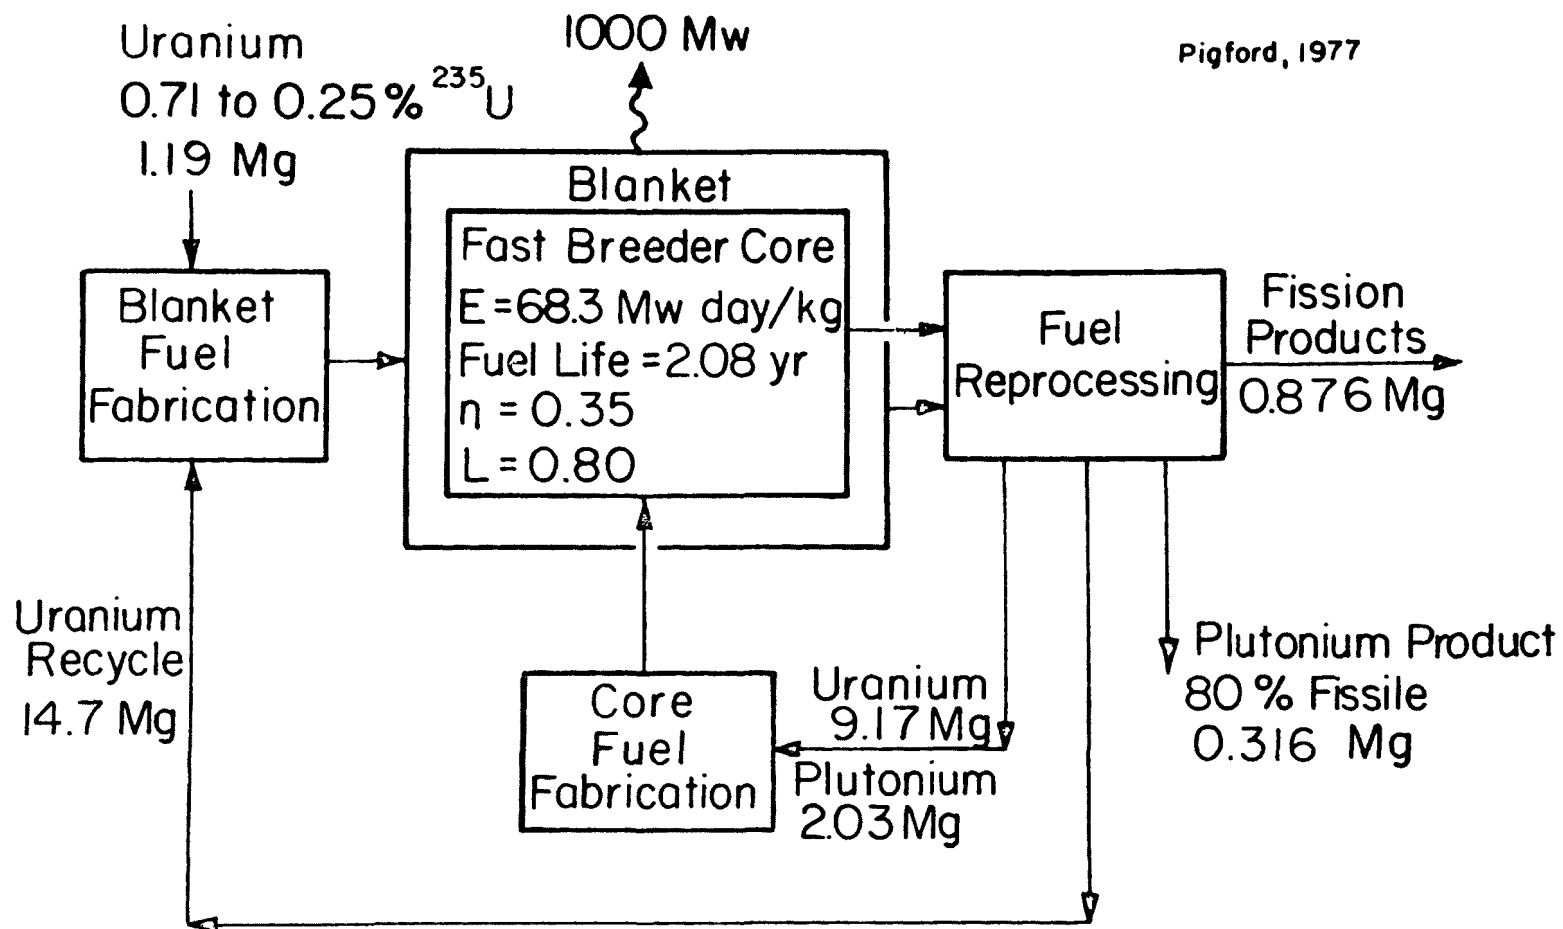 Uranium
0.71 to 0.25% ²³⁵U
1.19 Mg
1000 Mw
Pigford, 1977
Blanket
Fast Breeder Core
E=68.3 Mw day/kg
Fuel Life=2.08 yr
η = 0.35
L = 0.80
Blanket
Fuel
Fabrication
Fuel
Reprocessing
Fission
Products
0.876 Mg
Uranium
Recycle
14.7 Mg
Core
Fuel
Fabrication
Uranium
9.17 Mg
Plutonium
2.03 Mg
Plutonium Product
80% Fissile
0.316 Mg